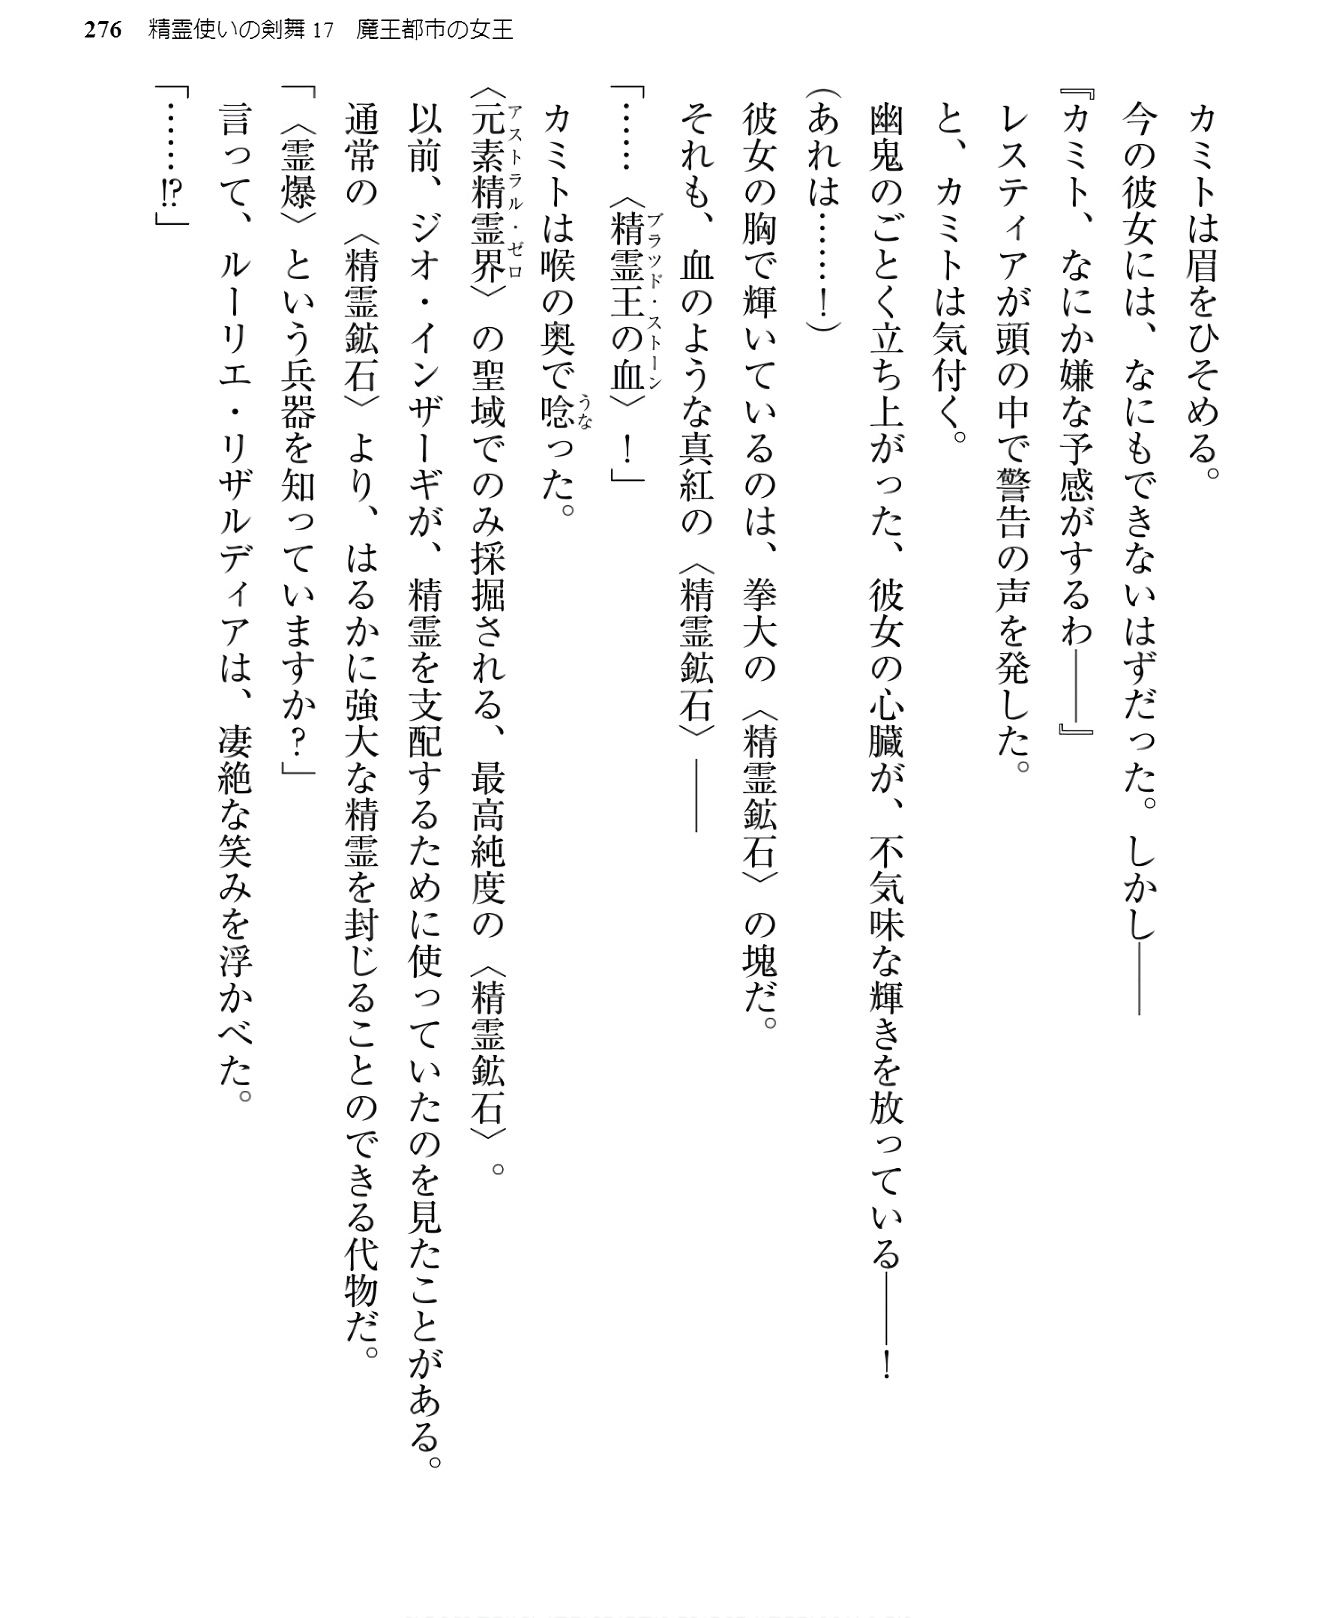 276 精霊使いの剣舞17 魔王都市の女王
カミトは眉をひそめる。
今の彼女には、なにもできないはずだった。しかし――
『カミト、なにか嫌な予感がするわ――』
レスティアが頭の中で警告の声を発した。
と、カミトは気付く。
幽鬼のごとく立ち上がった、彼女の心臓が、不気味な輝きを放っている――！
(あれは……！)
彼女の胸で輝いているのは、拳大の〈精霊鉱石〉の塊だ。
それも、血のような真紅の〈精霊鉱石〉――
「……〈精霊王の血〉！」
ブラッド・ストーン
カミトは喉の奥で唸った。
うな
〈元素精霊界〉の聖域でのみ採掘される、最高純度の〈精霊鉱石〉。
アストラル・ゼロ
以前、ジオ・インザーギが、精霊を支配するために使っていたのを見たことがある。
通常の〈精霊鉱石〉より、はるかに強大な精霊を封じることのできる代物だ。
「〈霊爆〉という兵器を知っていますか？」
言って、ルーリエ・リザルディアは、凄絶な笑みを浮かべた。
「……!?」